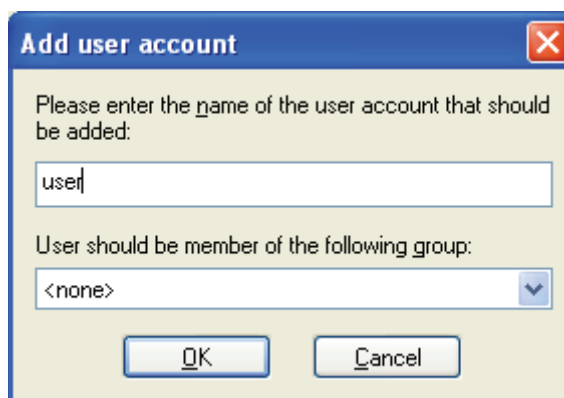 Add user account
Please enter the name of the user account that should
be added:
user
User should be member of the following group:
<none>
OK
Cancel